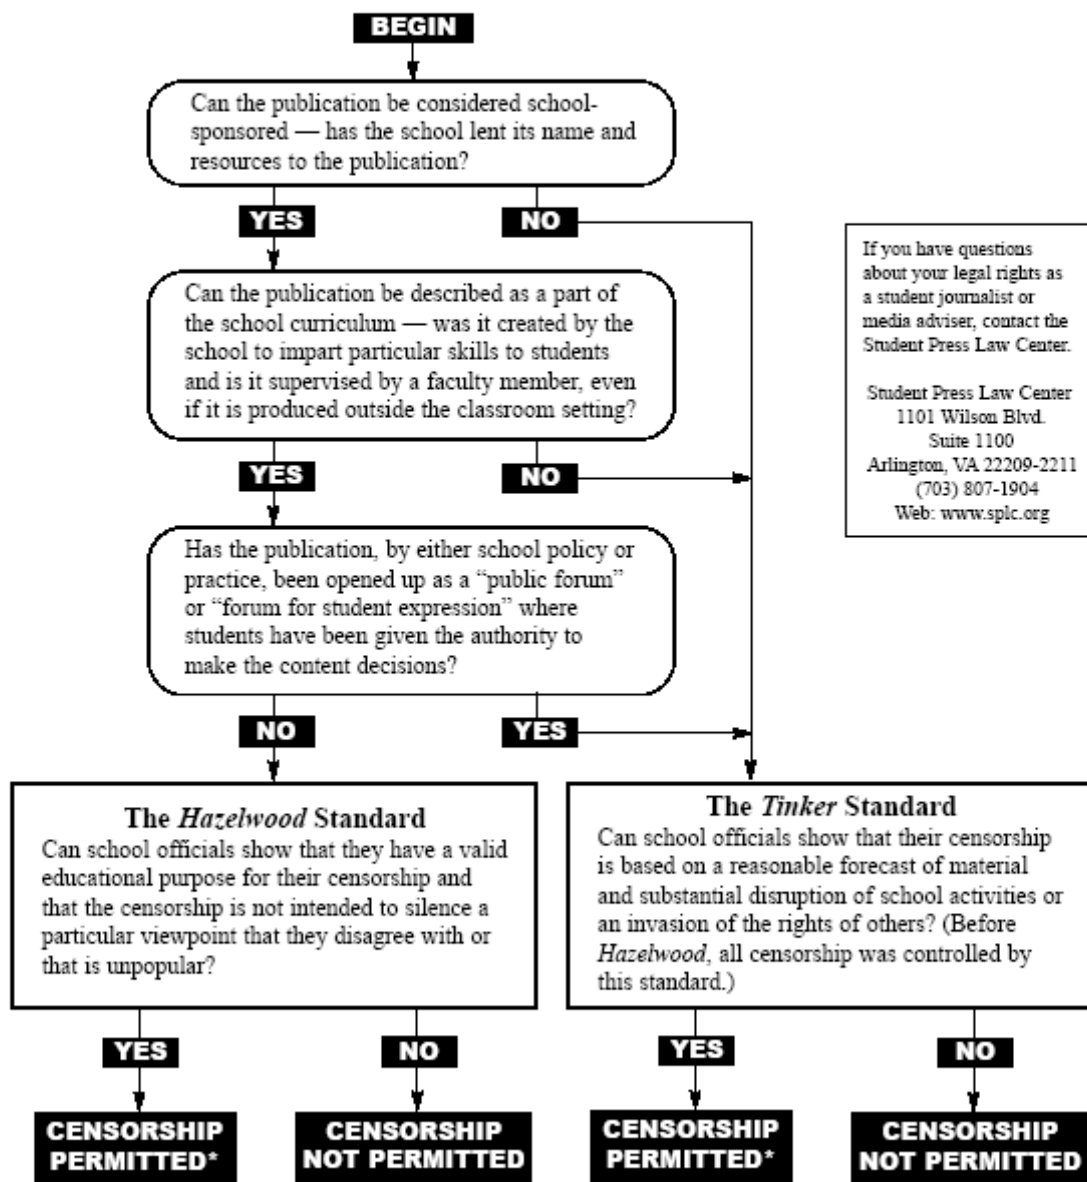 BEGIN
Can the publication be considered school-
sponsored — has the school lent its name and
resources to the publication?
YES
NO
If you have questions
about your legal rights as
a student journalist or
media adviser, contact the
Student Press Law Center.
Student Press Law Center
1101 Wilson Blvd.
Suite 1100
Arlington, VA 22209-2211
(703) 807-1904
Web: www.splc.org
Can the publication be described as a part of
the school curriculum — was it created by the
school to impart particular skills to students
and is it supervised by a faculty member, even
if it is produced outside the classroom setting?
YES
NO
Has the publication, by either school policy or
practice, been opened up as a “public forum”
or “forum for student expression” where
students have been given the authority to
make the content decisions?
NO
YES
The Hazelwood Standard
Can school officials show that they have a valid
educational purpose for their censorship and
that the censorship is not intended to silence a
particular viewpoint that they disagree with or
that is unpopular?
YES
NO
CENSORSHIP
PERMITTED*
CENSORSHIP
NOT PERMITTED
The Tinker Standard
Can school officials show that their censorship
is based on a reasonable forecast of material
and substantial disruption of school activities or
an invasion of the rights of others? (Before
Hazelwood, all censorship was controlled by
this standard.)
YES
NO
CENSORSHIP
PERMITTED*
CENSORSHIP
NOT PERMITTED